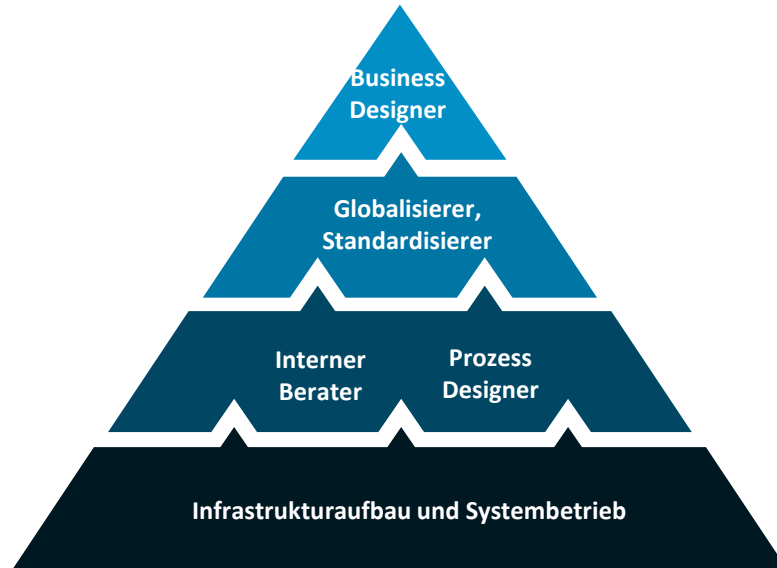 Business
Designer
Globalisierer,
Standardisierer
Interner
Berater
Prozess
Designer
Infrastrukturaufbau und Systembetrieb